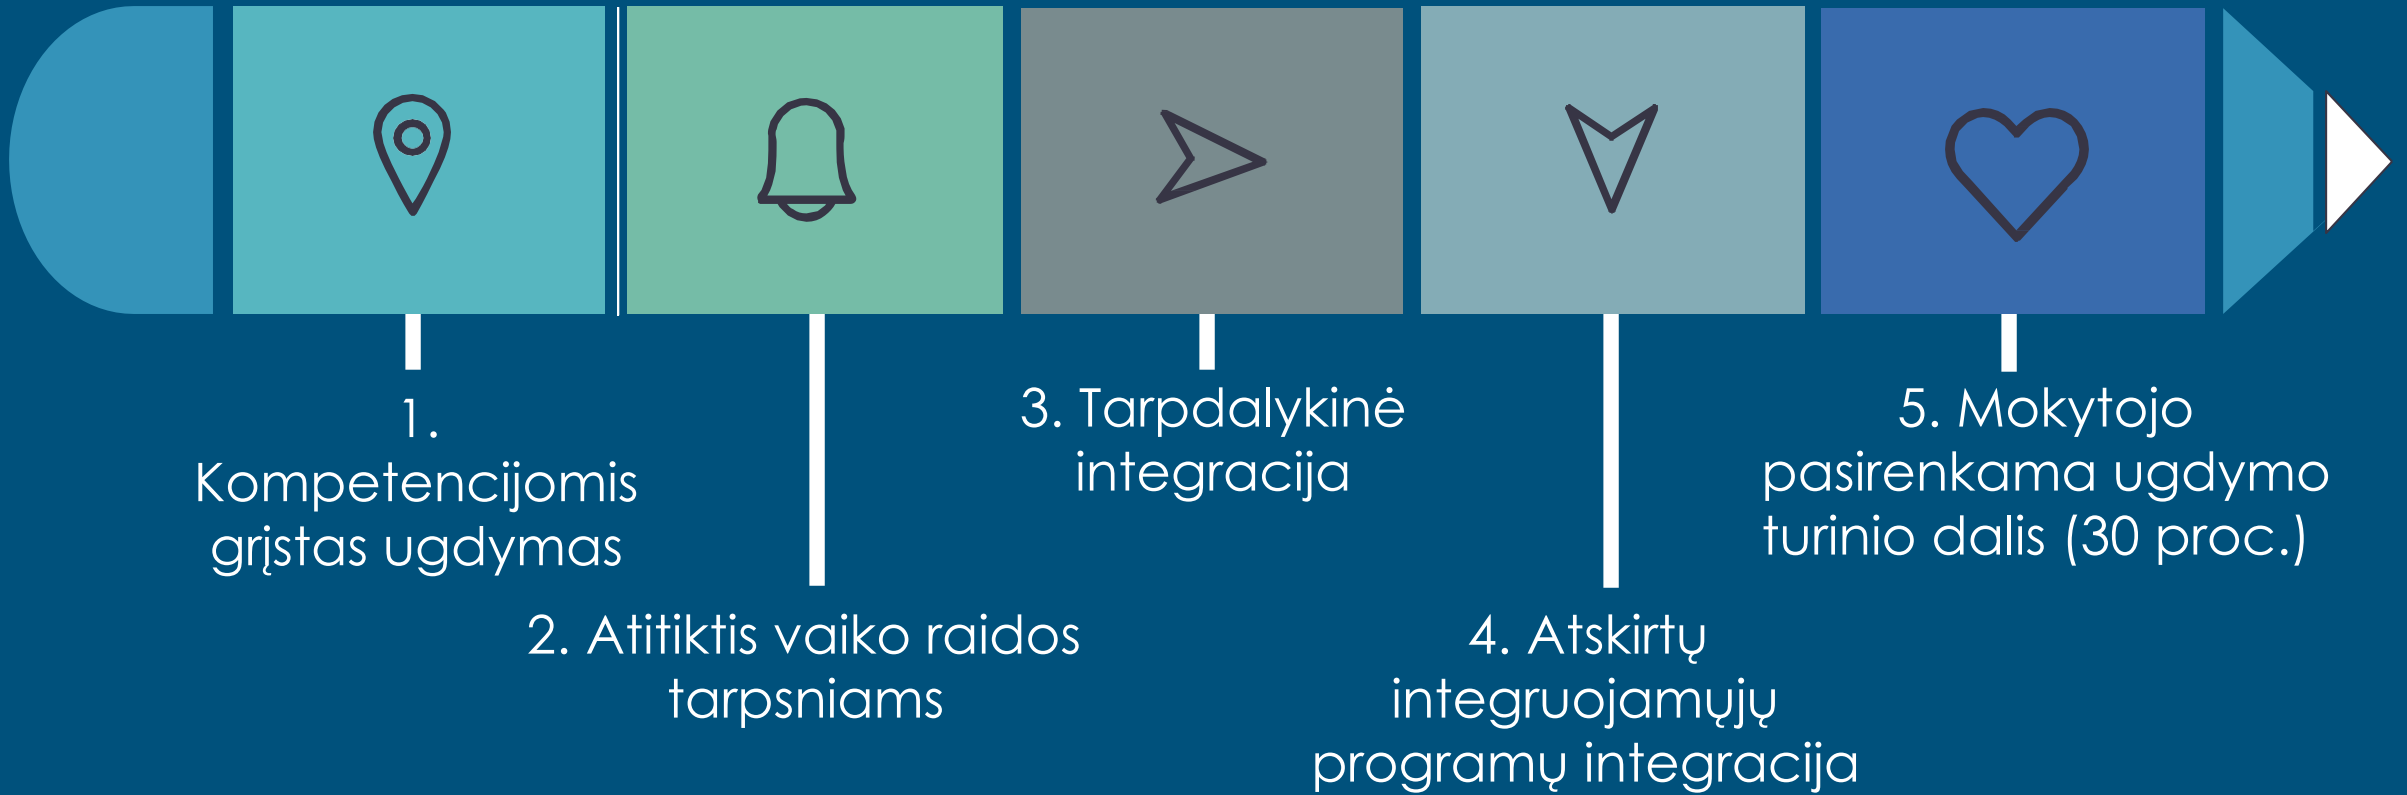 1.
Kompetencijomis
grįstas ugdymas
2. Atitiktis vaiko raidos
tarpsniams
3. Tarpdalykinė
integracija
4. Atskirtų
integruojamųjų
programų integracija
5. Mokytojo
pasirenkama ugdymo
turinio dalis (30 proc.)